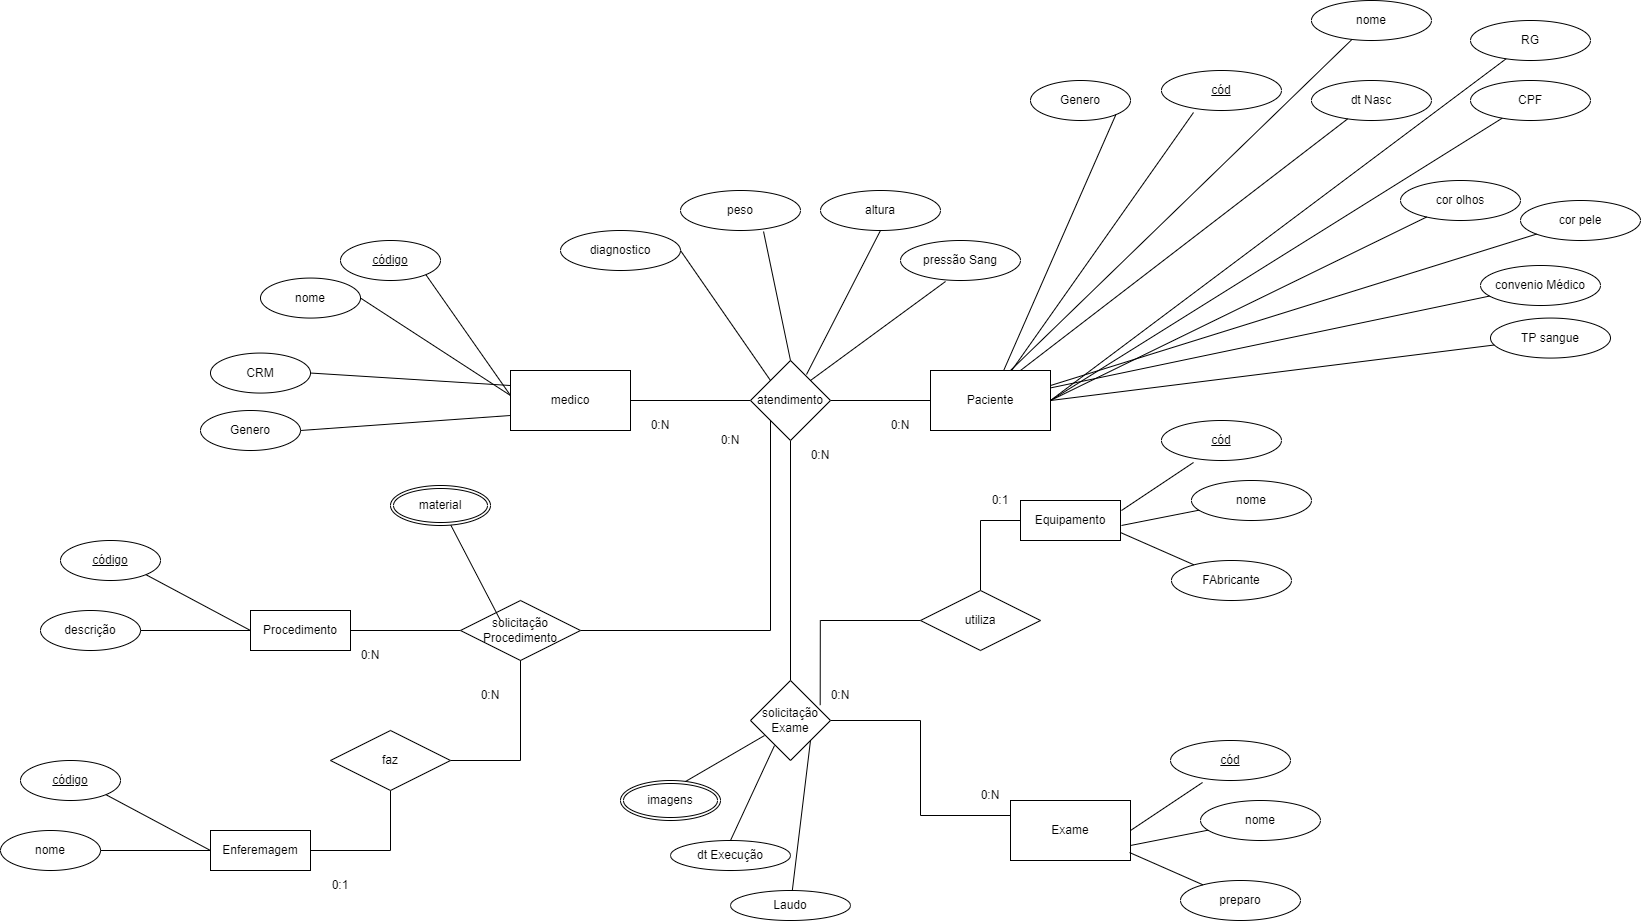 nome
RG
Genero
cód
dt Nasc
CPF
peso
altura
cor olhos
cor pele
código
diagnostico
pressão Sang
nome
convenio Médico
TP sangue
CRM
medico
atendimento
Paciente
Genero
0:N
0:N
0:N
0:N
cód
material
0:1
Equipamento
nome
código
FAbricante
descrição
Procedimento
solicitação
Procedimento
utiliza
0:N
0:N
0:N
solicitação
Exame
faz
código
cód
imagens
0:N
nome
Enferemagem
Exame
nome
dt Execução
0:1
Laudo
preparo